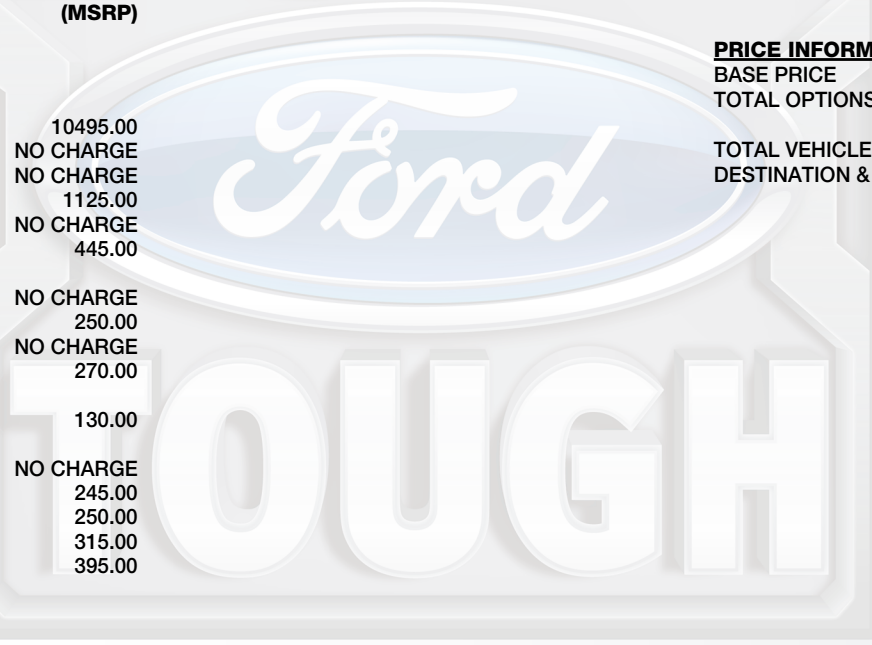 (MSRP)
10495.00
NO CHARGE
NO CHARGE
1125.00
NO CHARGE
445.00
NO CHARGE
250.00
NO CHARGE
270.00
130.00
NO CHARGE
245.00
250.00
315.00
395.00
PRICE INFORM
BASE PRICE
TOTAL OPTIONS
TOTAL VEHICLE
DESTINATION &
Ford
TOUGH